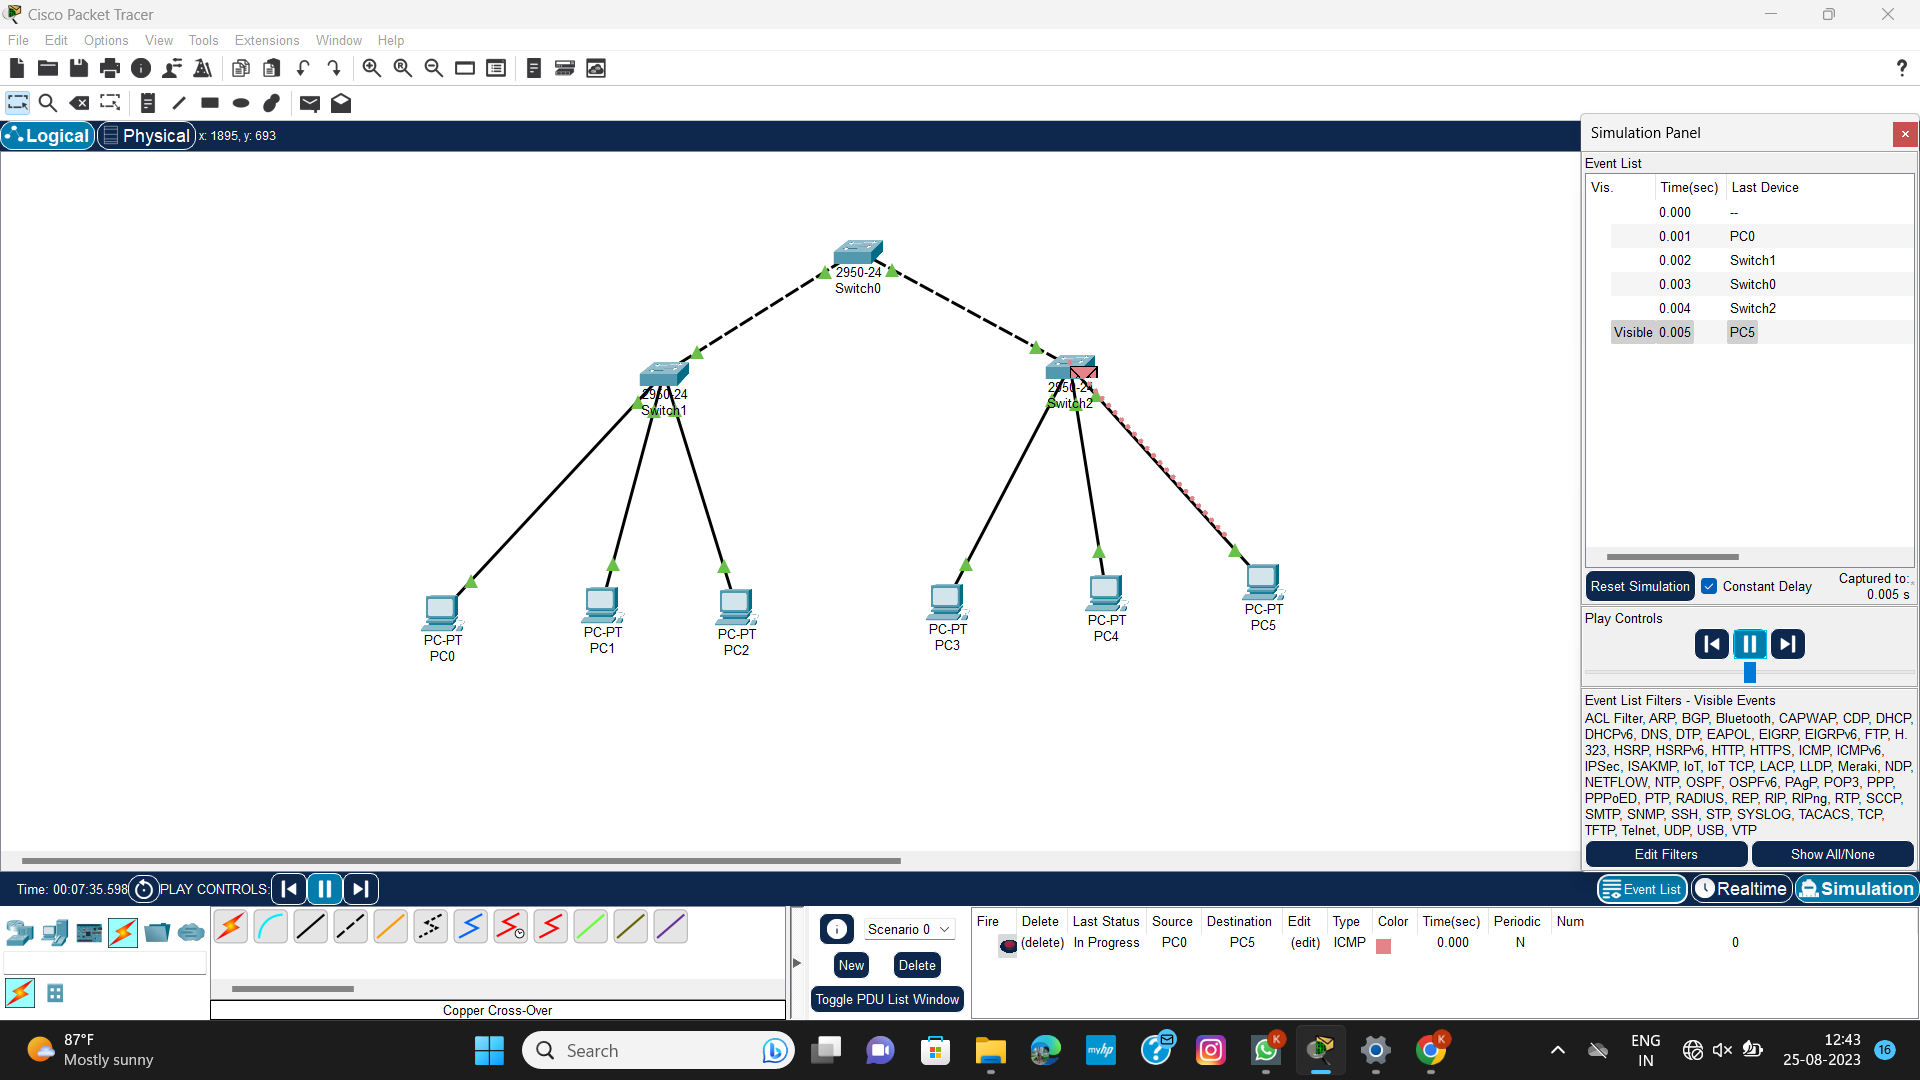 Cisco Packet Tracer
File Edit Options View Tools Extensions Window Help
?
Logical Physical x: 1895, y: 693
Simulation Panel
Event List
Vis. Time(sec) Last Device
0.000 --
0.001 PC0
0.002 Switch1
0.003 Switch0
0.004 Switch2
Visible 0.005 PC5
2950-24
Switch0
2950-24
Switch1
2950-24
Switch2
PC-PT
PC0
PC-PT
PC1
PC-PT
PC2
PC-PT
PC3
PC-PT
PC4
PC-PT
PC5
Reset Simulation Constant Delay Captured to:
0.005 s
Play Controls
Event List Filters - Visible Events
ACL Filter, ARP, BGP, Bluetooth, CAPWAP, CDP, DHCP,
DHCPv6, DNS, DTP, EAPOL, EIGRP, EIGRPv6, FTP, H.
323, HSRP, HSRPv6, HTTP, HTTPS, ICMP, ICMPv6,
IPSec, ISAKMP, IoT, IoT TCP, LACP, LLDP, Meraki, NDP,
NETFLOW, NTP, OSPF, OSPFv6, PAgP, POP3, PPP,
PPPoED, PTP, RADIUS, REP, RIP, RIPng, RTP, SCCP,
SMTP, SNMP, SSH, STP, SYSLOG, TACACS, TCP,
TFTP, Telnet, UDP, USB, VTP
Edit Filters Show All/None
Time: 00:07:35.598 PLAY CONTROLS: Event List Realtime Simulation
Scenario 0
New Delete
Toggle PDU List Window
Fire Delete Last Status Source Destination Edit Type Color Time(sec) Periodic Num
(delete) In Progress PC0 PC5 (edit) ICMP 0.000 N 0
Copper Cross-Over
87°F
Mostly sunny
Search
myhp
K
K
ENG
IN
12:43
25-08-2023
16